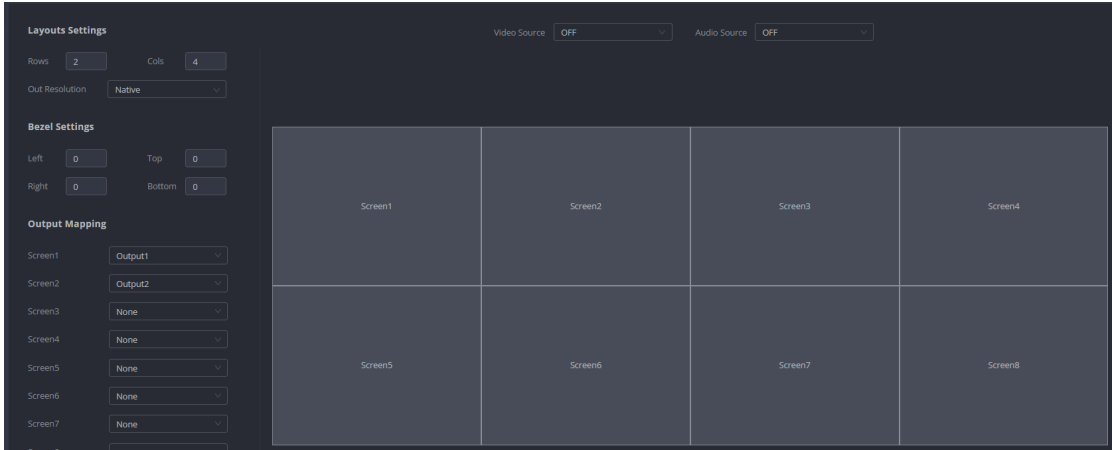 Layouts Settings
Video Source OFF Audio Source OFF
Rows 2 Cols 4
Out Resolution Native
Bezel Settings
Left 0 Top 0
Right 0 Bottom 0
Output Mapping
Screen1 Output1
Screen2 Output2
Screen3 None
Screen4 None
Screen5 None
Screen6 None
Screen7 None
Screen1 Screen2 Screen3 Screen4
Screen5 Screen6 Screen7 Screen8